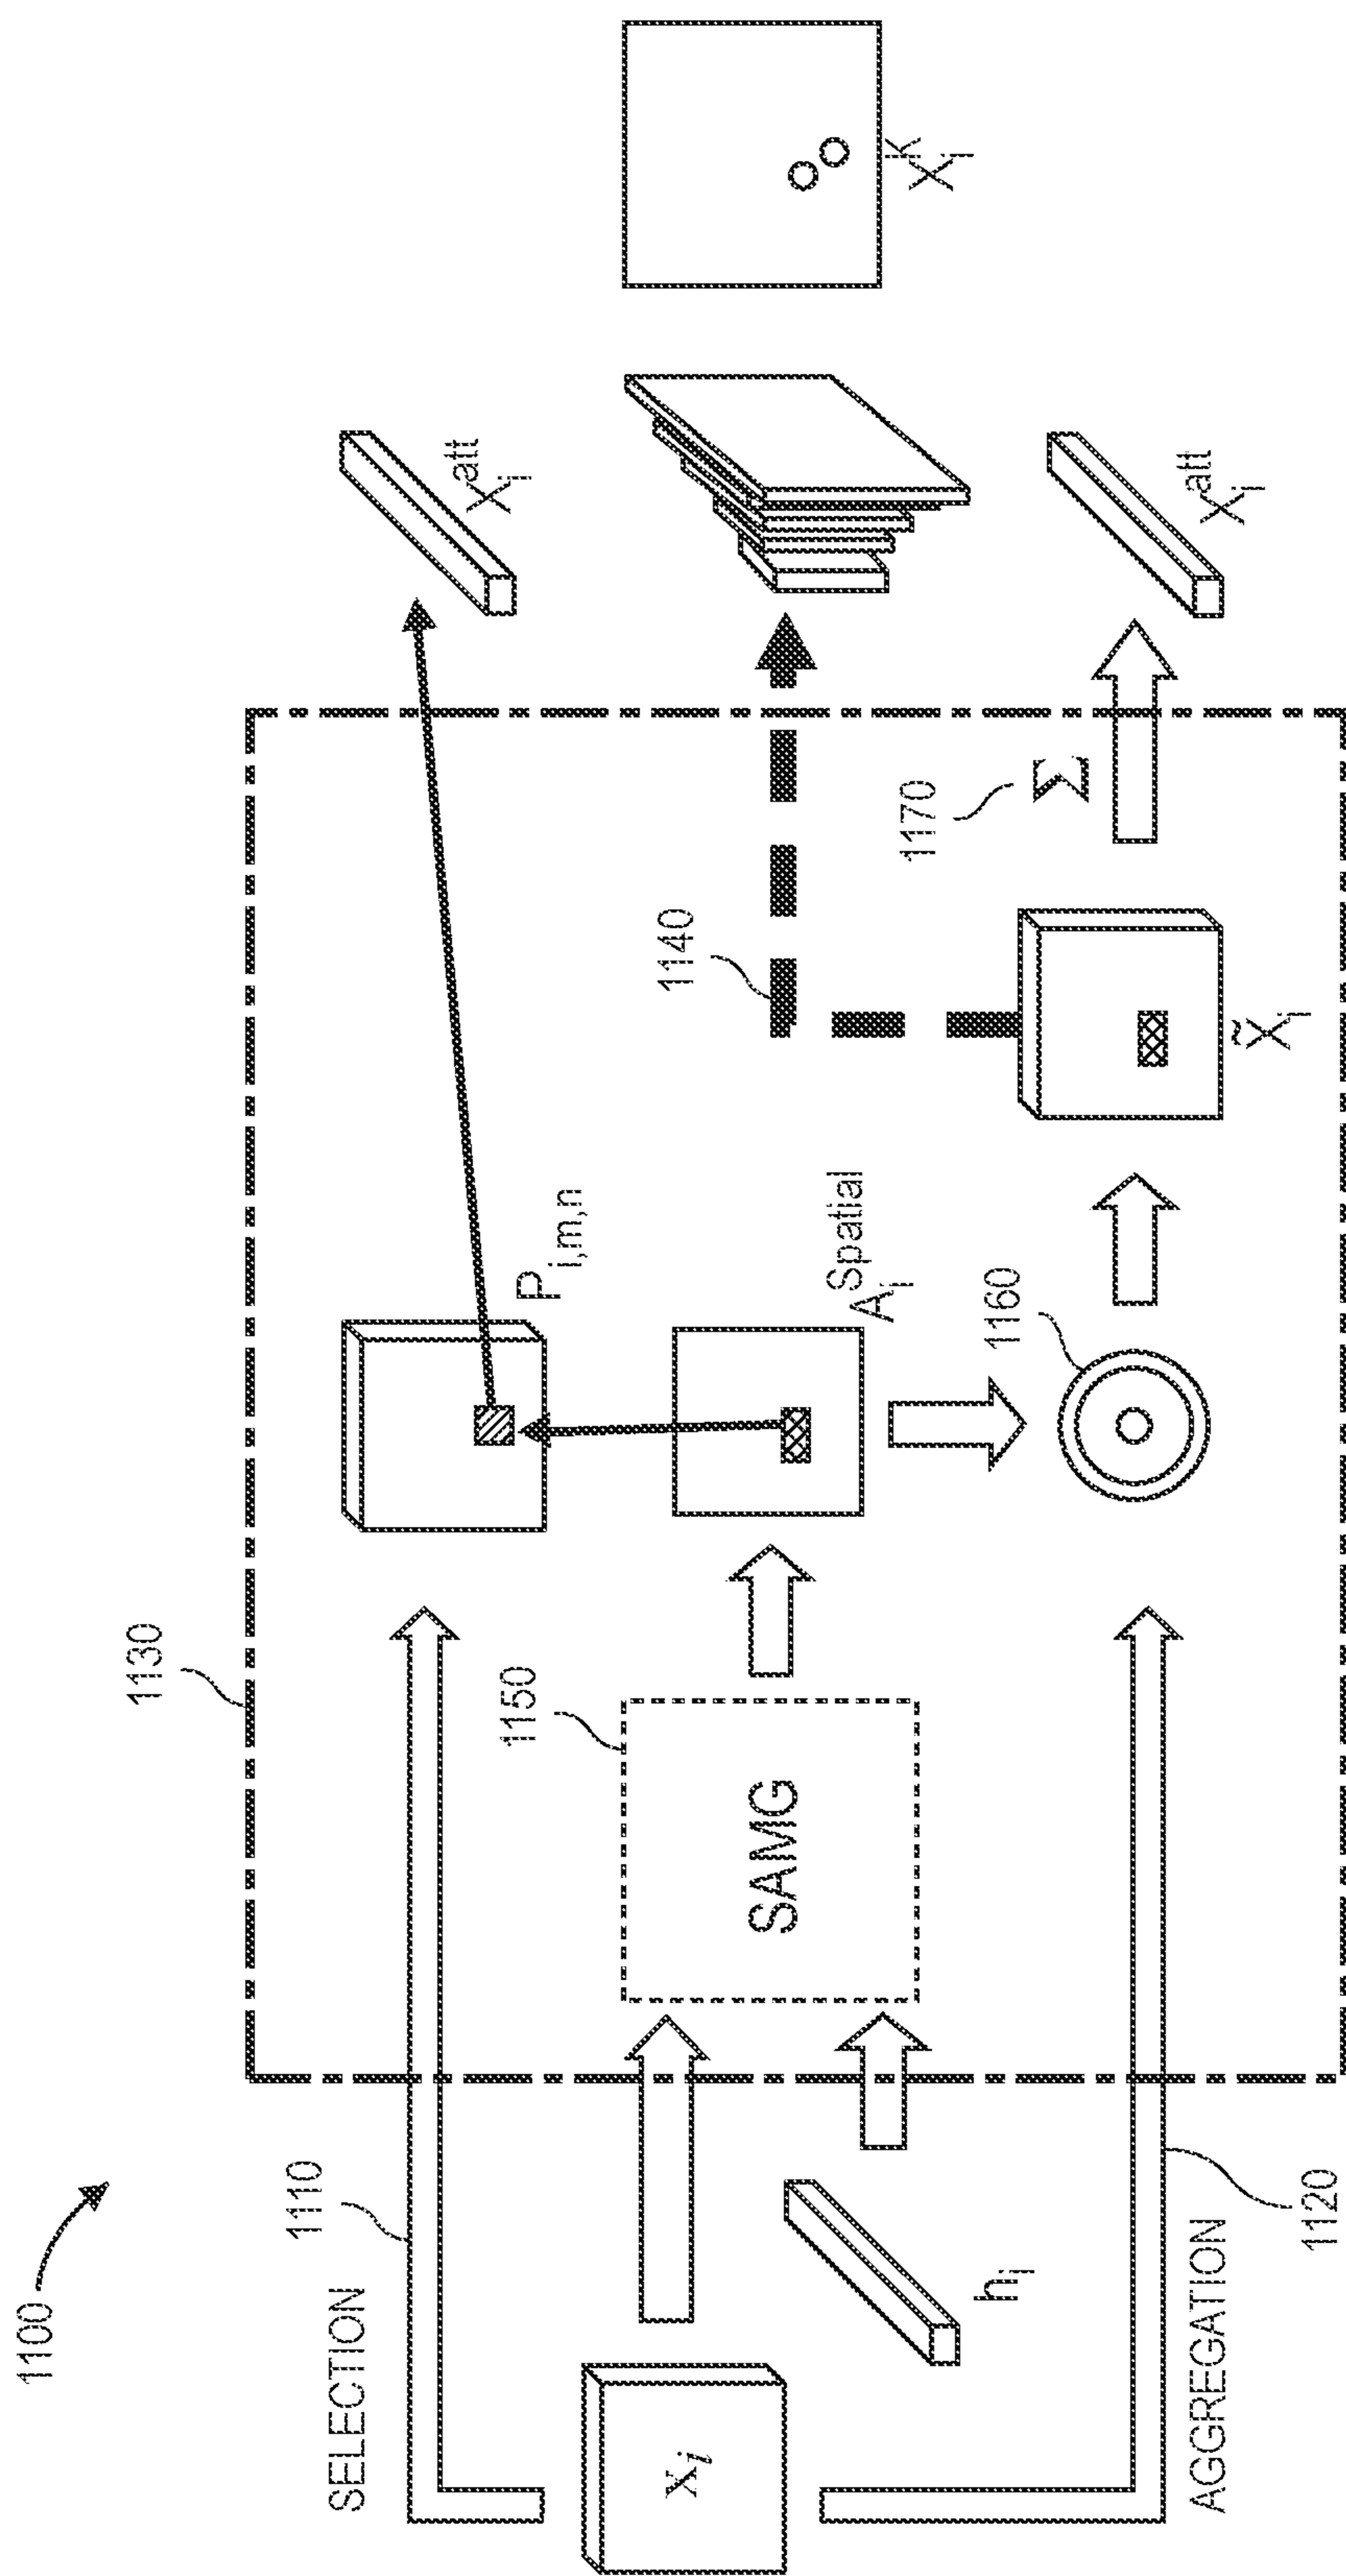 1100
SELECTION
1110
1130
x_i
h_i
AGGREGATION
1120
1150
SAMG
P_i,m,n
A_i^Spatial
1160
1140
X̃_i
1170
Σ
X_i^att
X_i^att
X_i^K